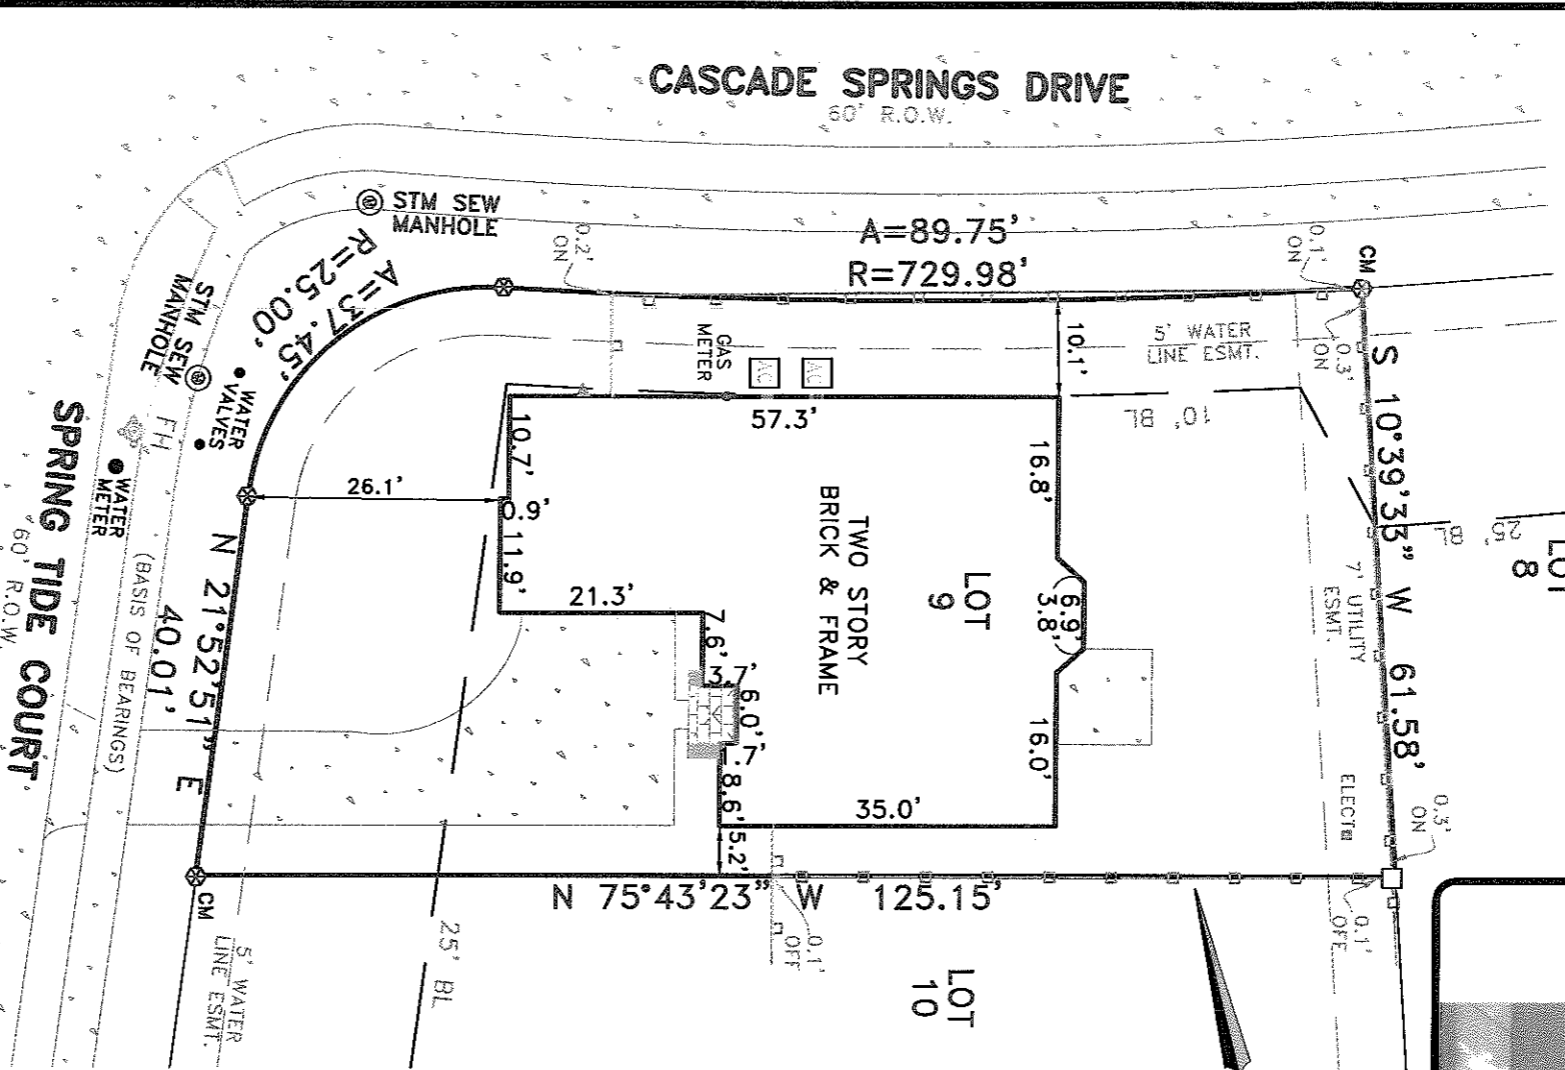 CASCADE SPRINGS DRIVE
60' R.O.W.
STM SEW
MANHOLE
A=89.75'
R=729.98'
0.2'
ON
0.1'
ON
CM
R=25.00'
A=37.45'
STM SEW
MANHOLE
GAS
METER
AC
AC
10.1'
5' WATER
LINE ESMT.
0.3'
ON
S 10°39'33" W 61.58'
WATER
VALVES
FH
WATER
METER
57.3'
10' BL
10.7'
16.8'
26.1'
0.9'
11.9'
TWO STORY
BRICK & FRAME
LOT
9
25' BL
LOT
8
SPRING TIDE COURT
60' R.O.W.
(BASIS OF BEARINGS)
N 21°52'51" E
40.01'
21.3'
7.6'
3.7'
6.0'
.7'
8.6'
6.9'
3.8'
16.0'
7' UTILITY
ESMT.
ELECT
0.3'
ON
35.0'
5.2'
N 75°43'23" W 125.15'
CM
5' WATER
LINE ESMT.
25' BL
0.1'
OFF
LOT
10
0.1'
OFF